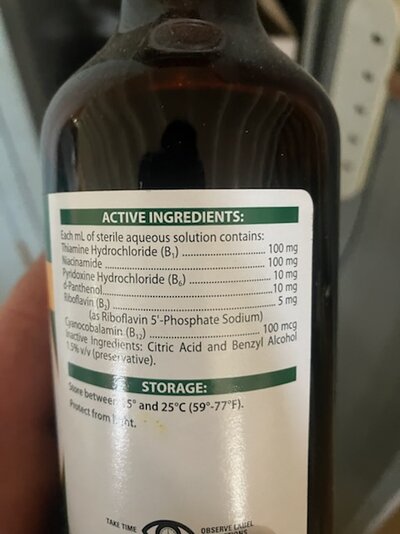 ACTIVE INGREDIENTS:
Each mL of sterile aqueous solution contains:
Thiamine Hydrochloride (B₁) ........ 100 mg
Niacinamide ........ 100 mg
Pyridoxine Hydrochloride (B₆) ........ 10 mg
d-Panthenol ........ 10 mg
Riboflavin (B₂) ........ 5 mg
(as Riboflavin 5'-Phosphate Sodium)
Cyanocobalamin (B₁₂) ........ 100 mcg
Inactive Ingredients: Citric Acid and Benzyl Alcohol
1.5% v/v (preservative).
STORAGE:
Store between 5° and 25°C (59°-77°F).
Protect from light.
TAKE TIME
OBSERVE LABEL